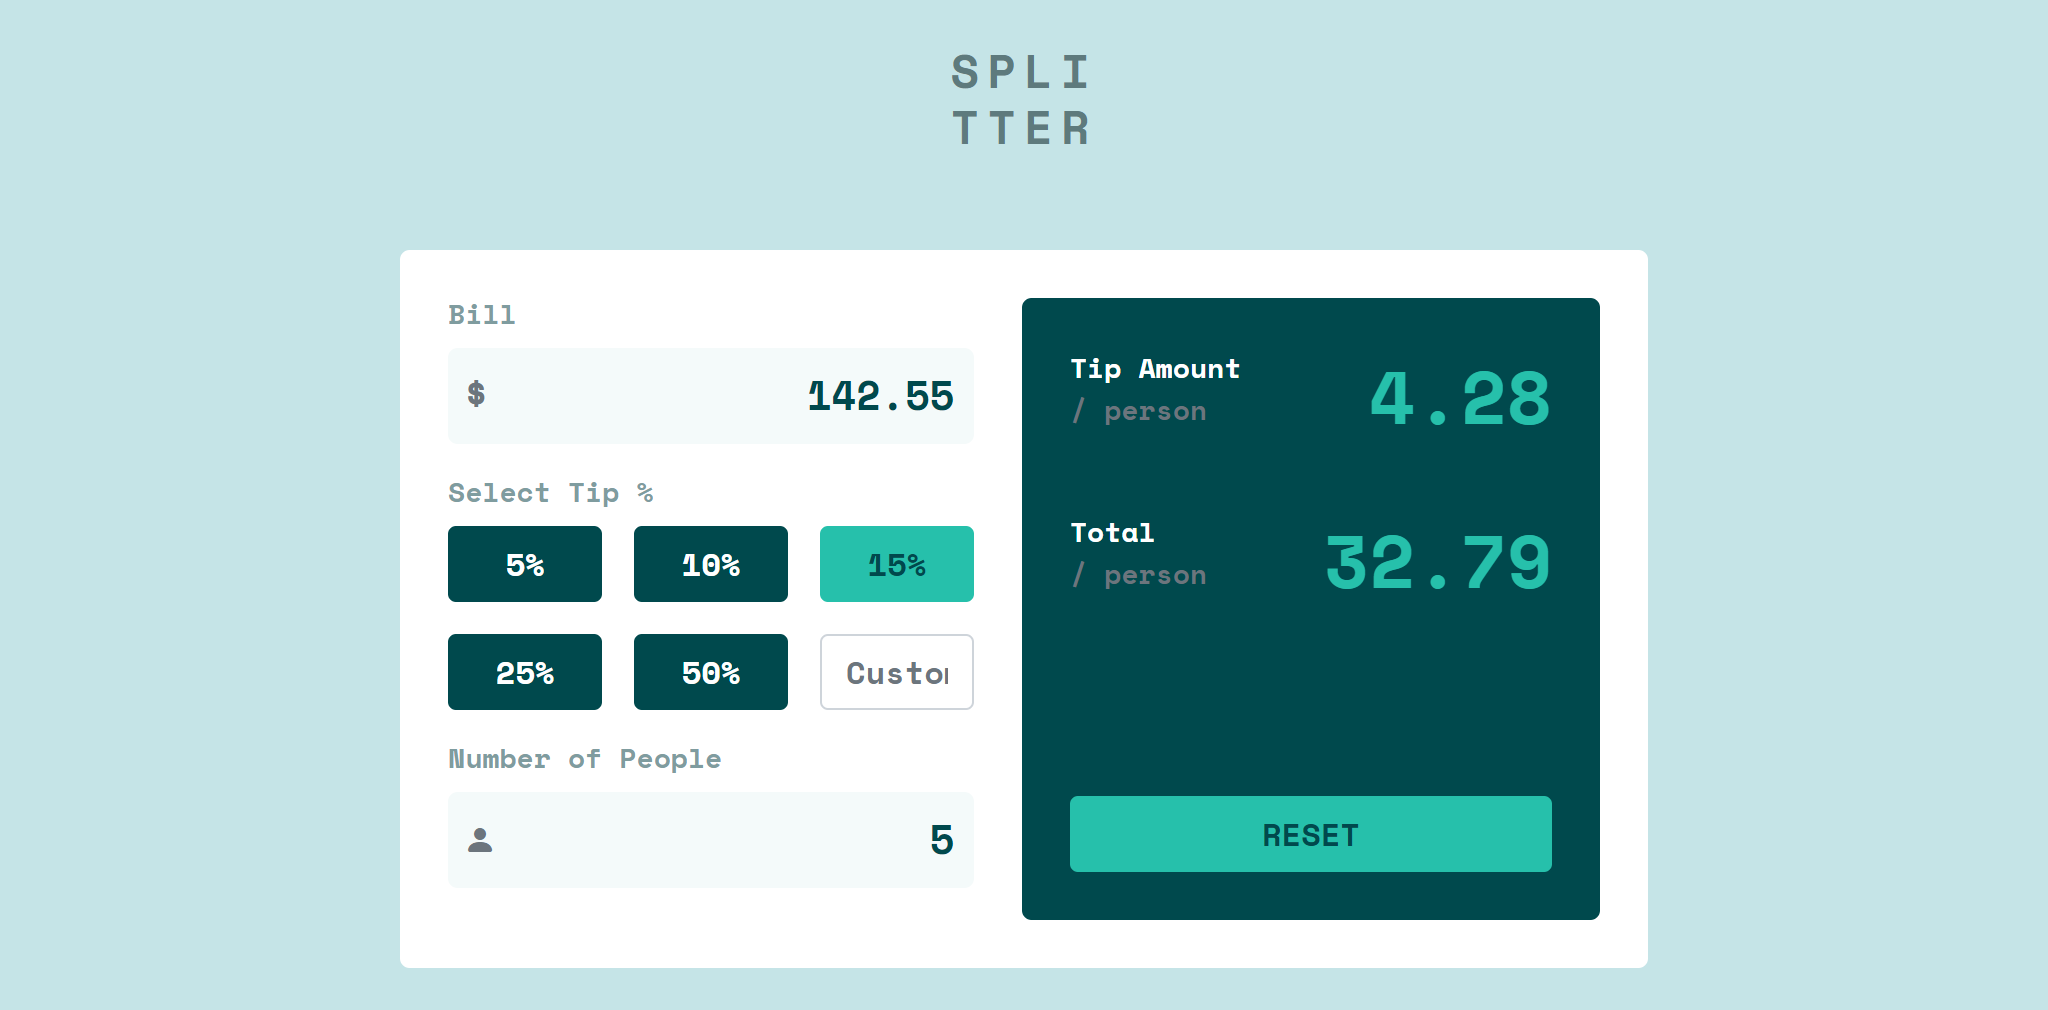 SPLI
TTER
Bill
$ 142.55
Select Tip %
5% 10% 15%
25% 50% Custo
Number of People
5
Tip Amount
/ person
4.28
Total
/ person
32.79
RESET